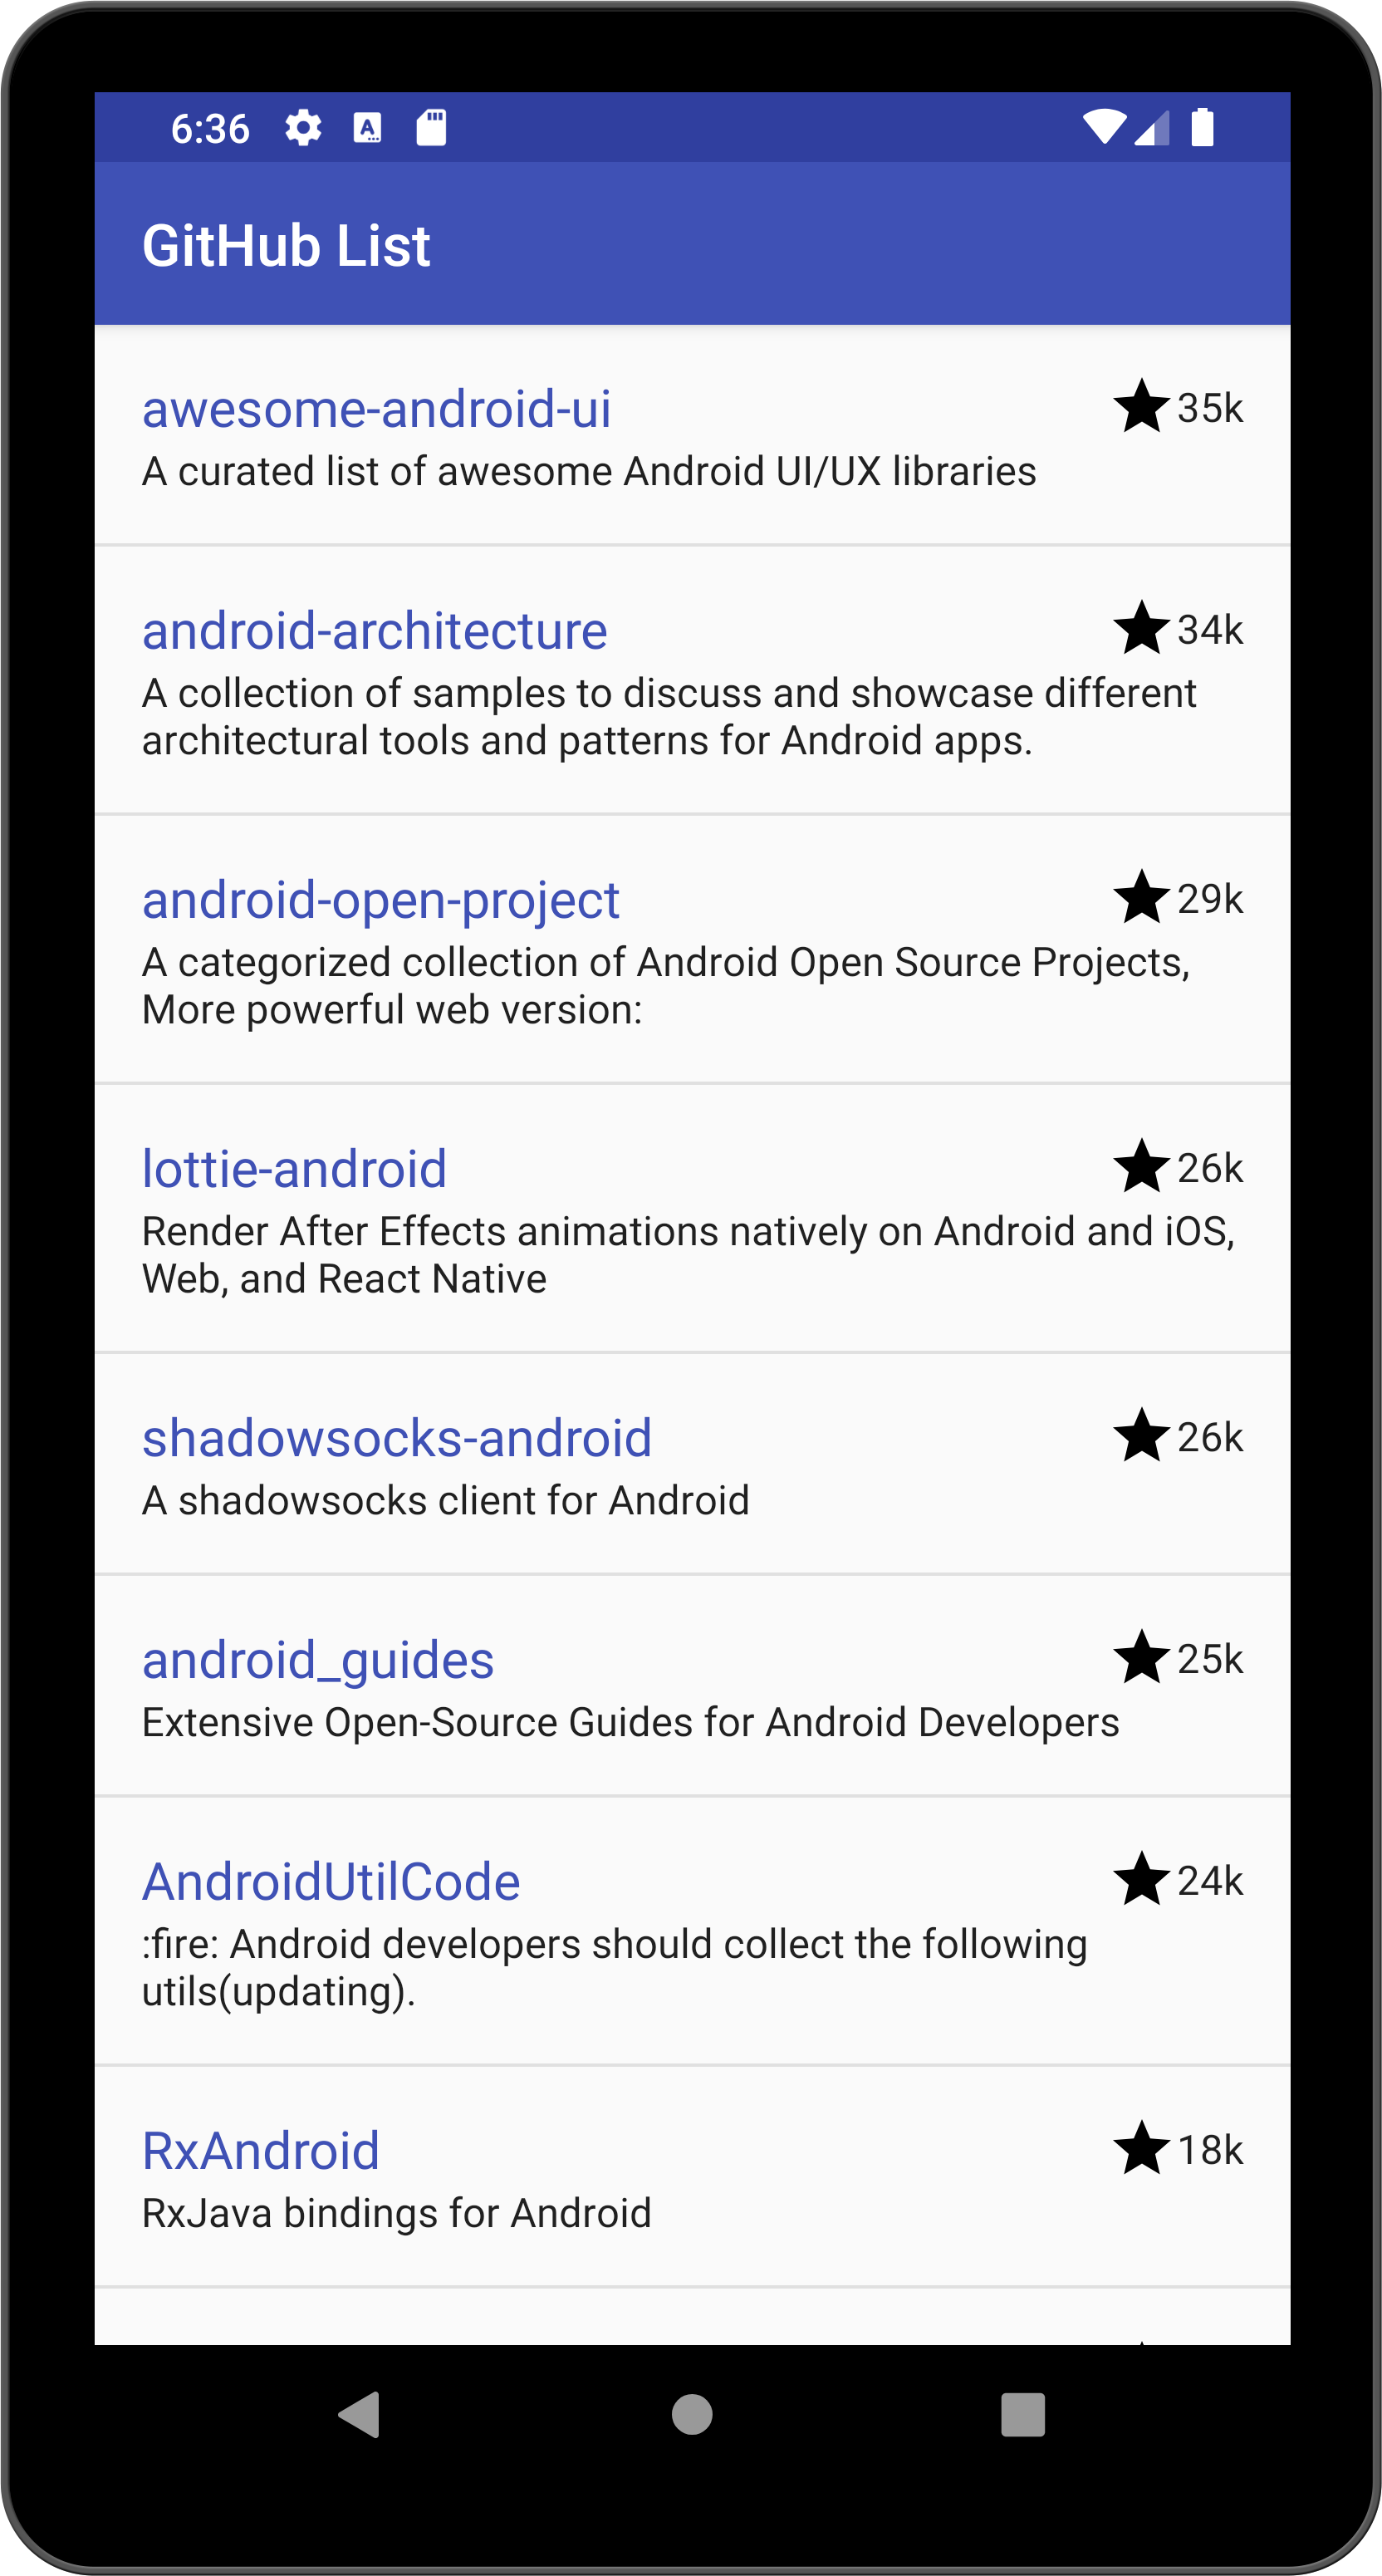 6:36
GitHub List
awesome-android-ui
35k
A curated list of awesome Android UI/UX libraries
android-architecture
34k
A collection of samples to discuss and showcase different
architectural tools and patterns for Android apps.
android-open-project
29k
A categorized collection of Android Open Source Projects,
More powerful web version:
lottie-android
26k
Render After Effects animations natively on Android and iOS,
Web, and React Native
shadowsocks-android
26k
A shadowsocks client for Android
android_guides
25k
Extensive Open-Source Guides for Android Developers
AndroidUtilCode
24k
:fire: Android developers should collect the following
utils(updating).
RxAndroid
18k
RxJava bindings for Android